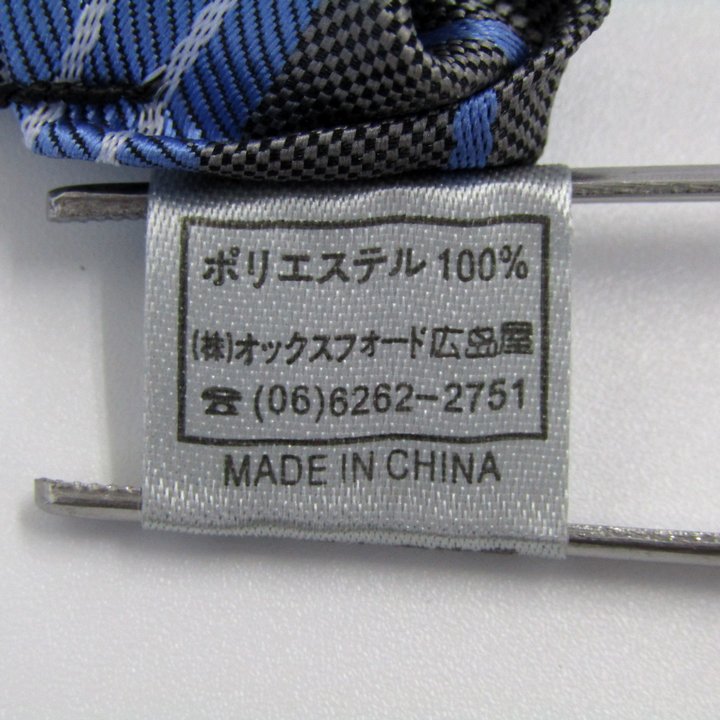 ポリエステル 100%
(株)オックスフォード広島屋
☎ (06)6262-2751
MADE IN CHINA